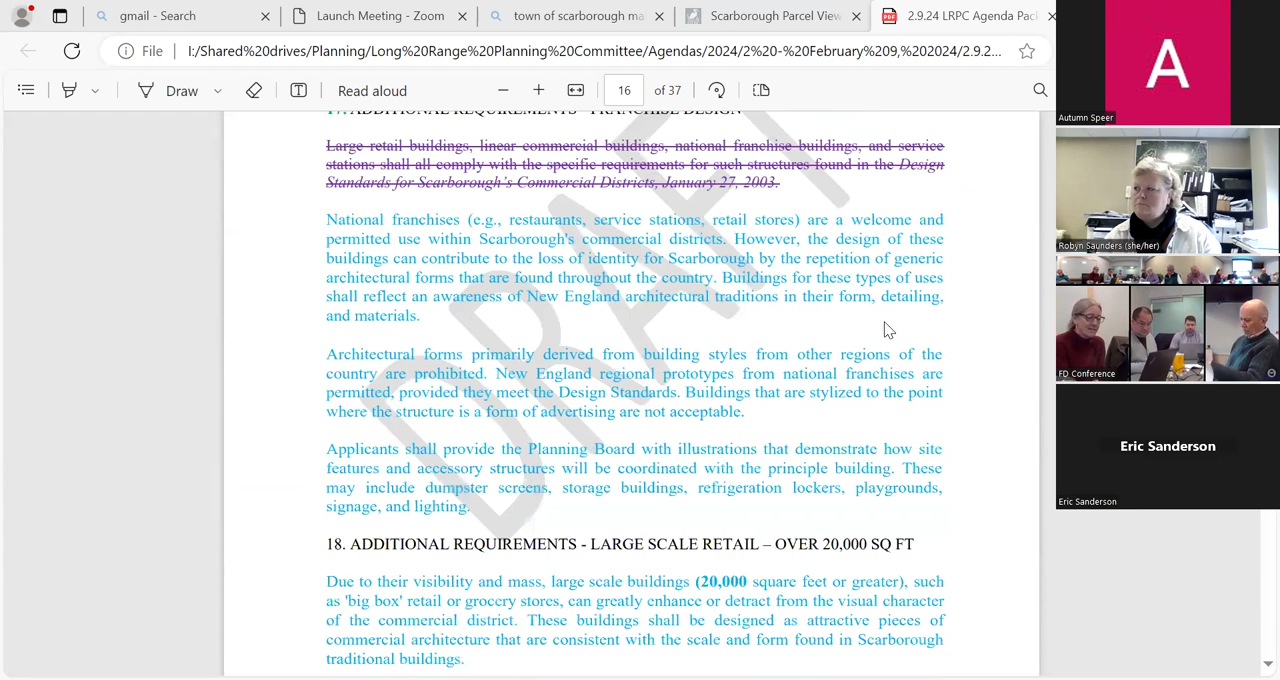 gmail - Search
Launch Meeting - Zoom
town of scarborough ma
Scarborough Parcel View
2.9.24 LRPC Agenda Pack
File
I:/Shared%20drives/Planning/Long%20Range%20Planning%20Committee/Agendas/2024/2%20-%20February%209,%202024/2.9.2...
Draw
Read aloud
16
of 37
17. ADDITIONAL REQUIREMENTS - FRANCHISE DESIGN
Large retail buildings, linear commercial buildings, national franchise buildings, and service
stations shall all comply with the specific requirements for such structures found in the Design
Standards for Scarborough's Commercial Districts, January 27, 2003.
National franchises (e.g., restaurants, service stations, retail stores) are a welcome and
permitted use within Scarborough's commercial districts. However, the design of these
buildings can contribute to the loss of identity for Scarborough by the repetition of generic
architectural forms that are found throughout the country. Buildings for these types of uses
shall reflect an awareness of New England architectural traditions in their form, detailing,
and materials.
Architectural forms primarily derived from building styles from other regions of the
country are prohibited. New England regional prototypes from national franchises are
permitted, provided they meet the Design Standards. Buildings that are stylized to the point
where the structure is a form of advertising are not acceptable.
Applicants shall provide the Planning Board with illustrations that demonstrate how site
features and accessory structures will be coordinated with the principle building. These
may include dumpster screens, storage buildings, refrigeration lockers, playgrounds,
signage, and lighting.
18. ADDITIONAL REQUIREMENTS - LARGE SCALE RETAIL – OVER 20,000 SQ FT
Due to their visibility and mass, large scale buildings (20,000 square feet or greater), such
as 'big box' retail or grocery stores, can greatly enhance or detract from the visual character
of the commercial district. These buildings shall be designed as attractive pieces of
commercial architecture that are consistent with the scale and form found in Scarborough
traditional buildings.
DRAFT
A
Autumn Speer
Robyn Saunders (she/her)
FD Conference
Eric Sanderson
Eric Sanderson